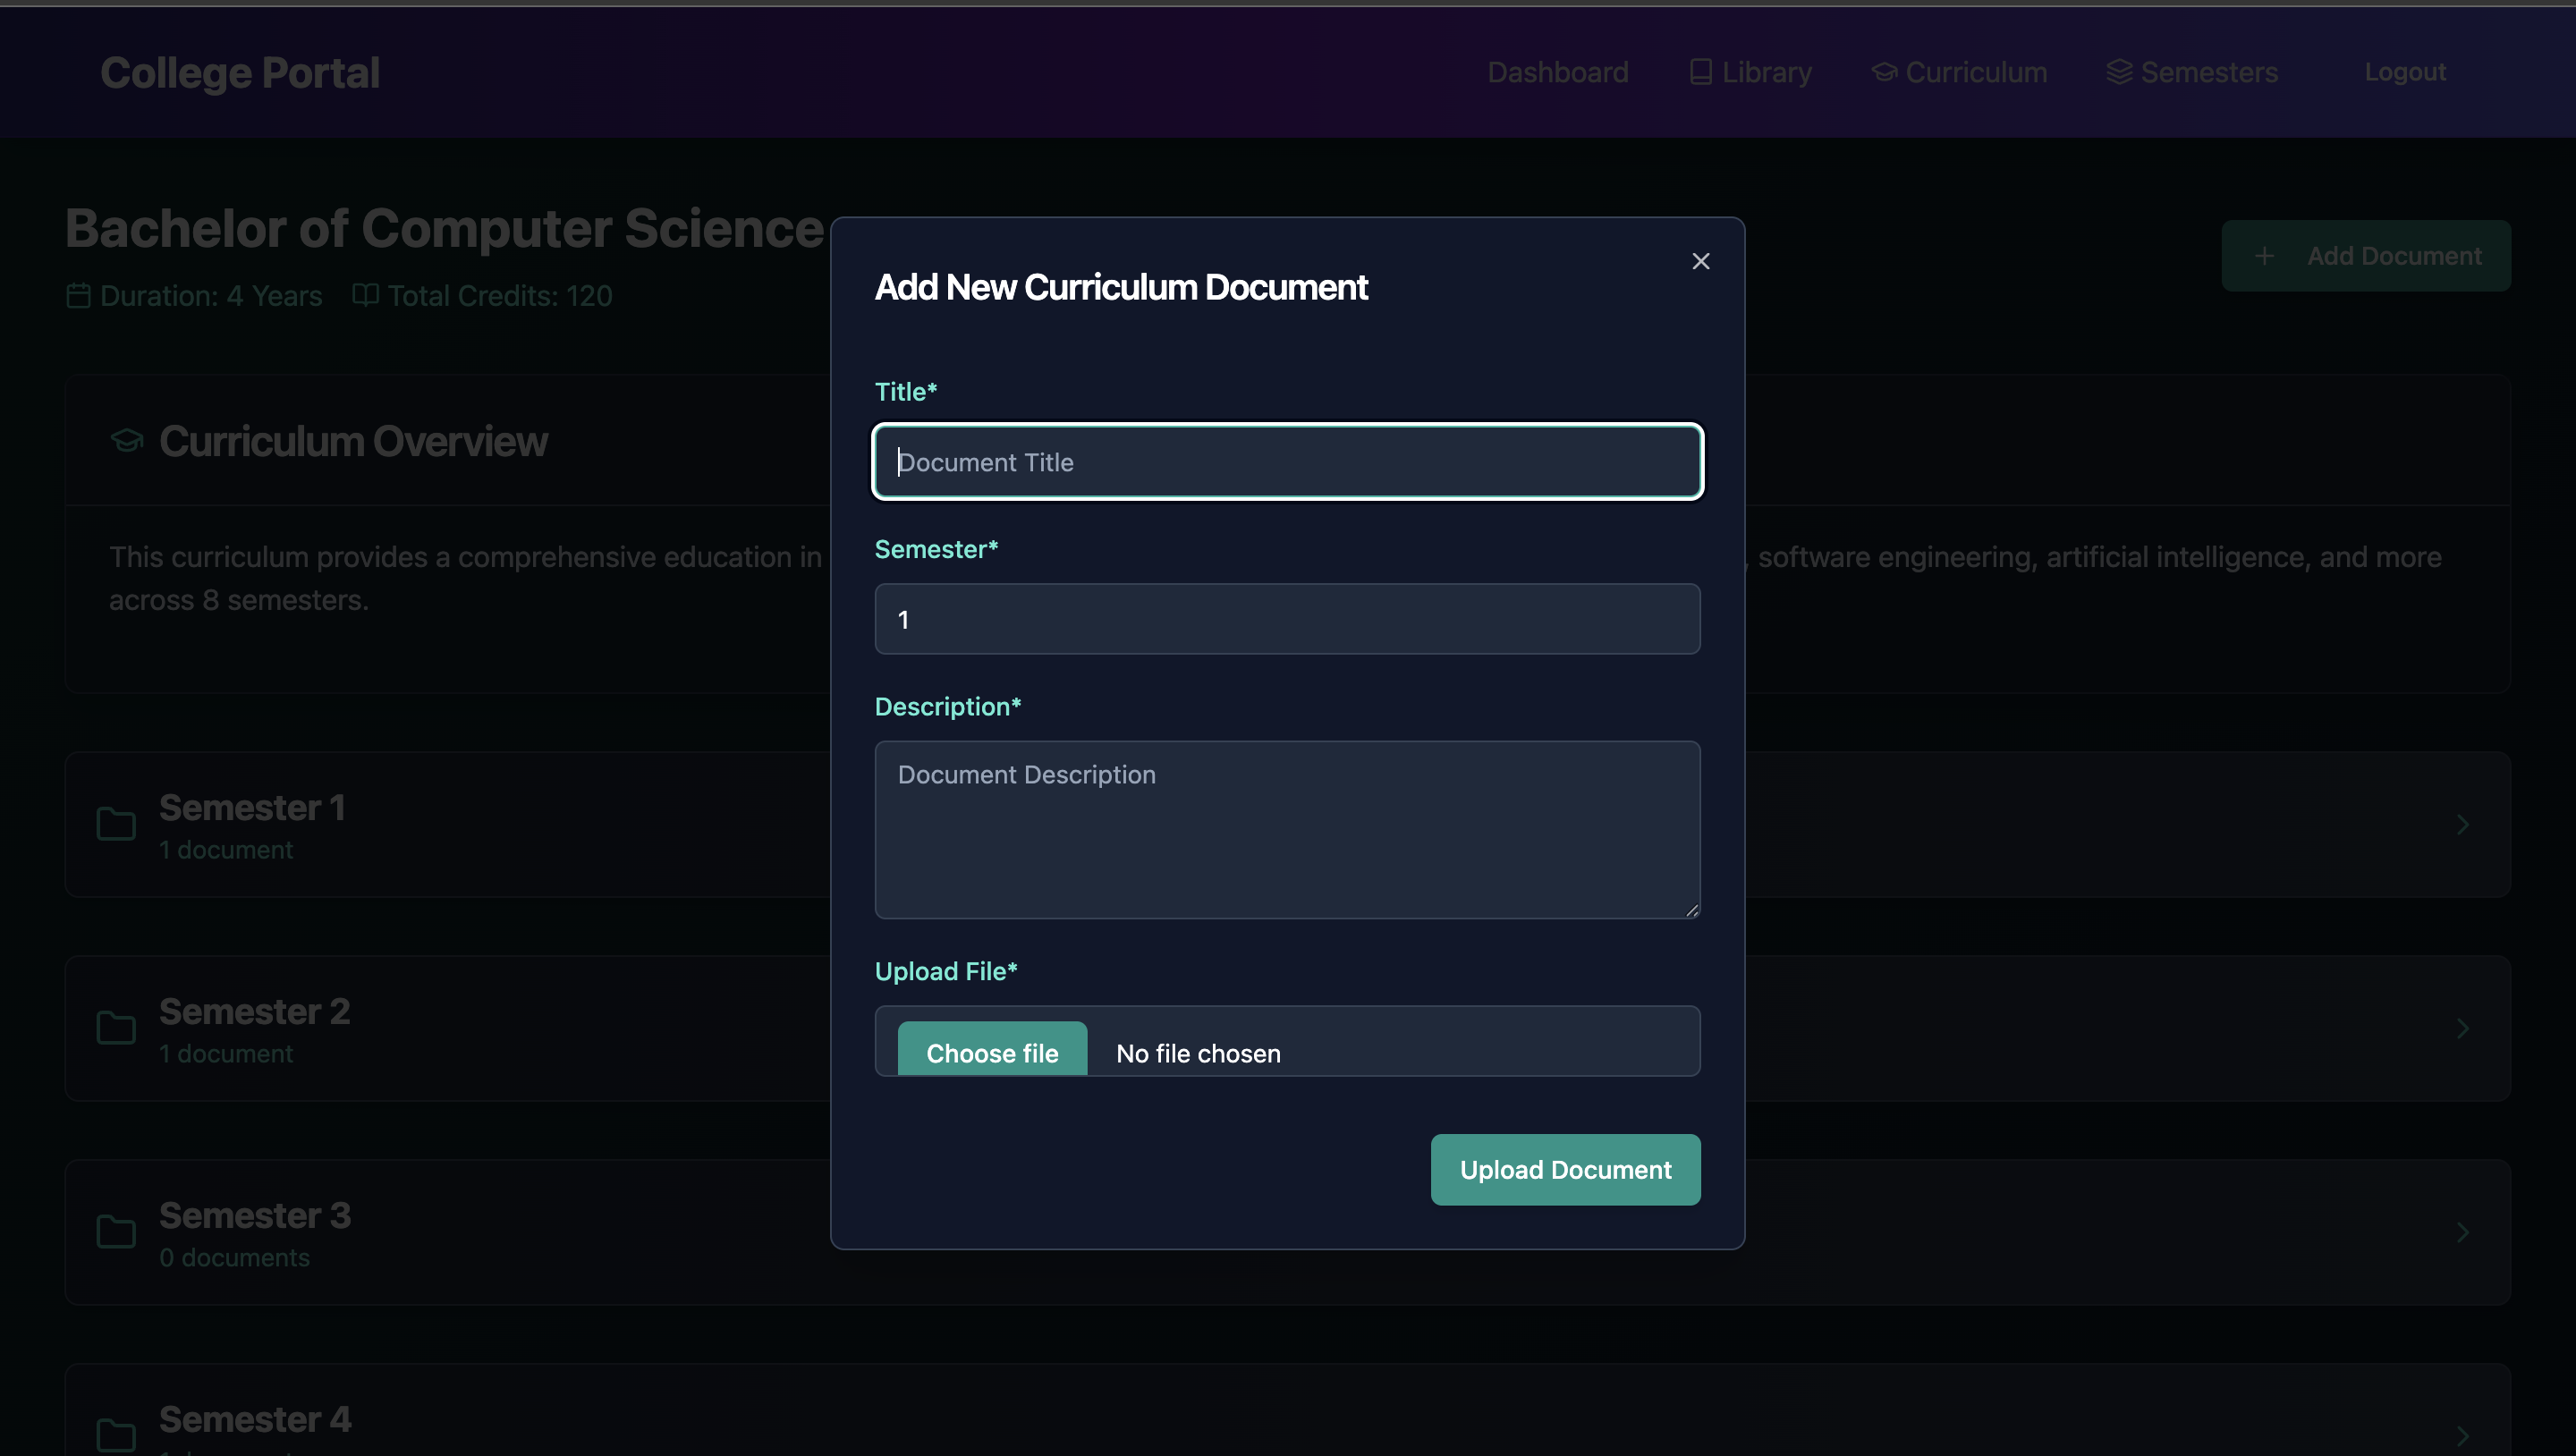 College Portal
Dashboard
Library
Curriculum
Semesters
Logout
Bachelor of Computer Science
Duration: 4 Years
Total Credits: 120
Add Document
Curriculum Overview
This curriculum provides a comprehensive education in
, software engineering, artificial intelligence, and more
across 8 semesters.
Semester 1
1 document
Semester 2
1 document
Semester 3
0 documents
Semester 4
Add New Curriculum Document
Title*
Document Title
Semester*
1
Description*
Document Description
Upload File*
Choose file
No file chosen
Upload Document